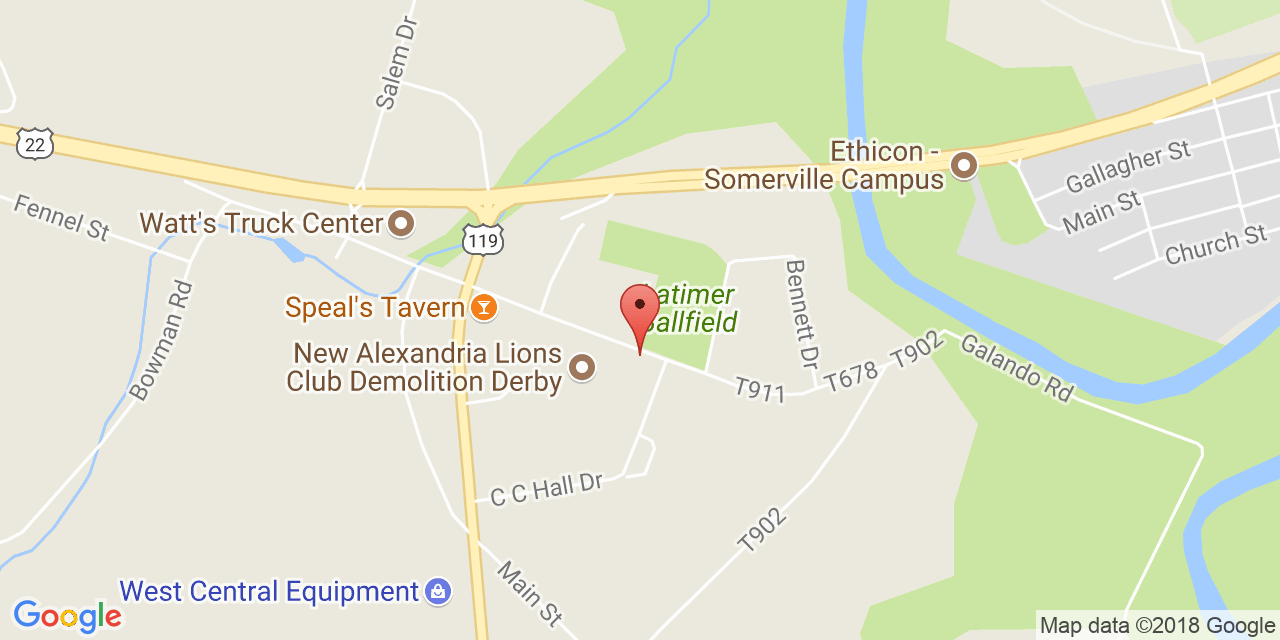 Salem Dr
22
Ethicon -
Somerville Campus
Gallagher St
Main St
Church St
Fennel St
Watt's Truck Center
119
Bennett Dr
Bowman Rd
Speal's Tavern
Latimer
Ballfield
New Alexandria Lions
Club Demolition Derby
T911
T678
T902
Galando Rd
C C Hall Dr
T902
Main St
West Central Equipment
Google
Map data ©2018 Google